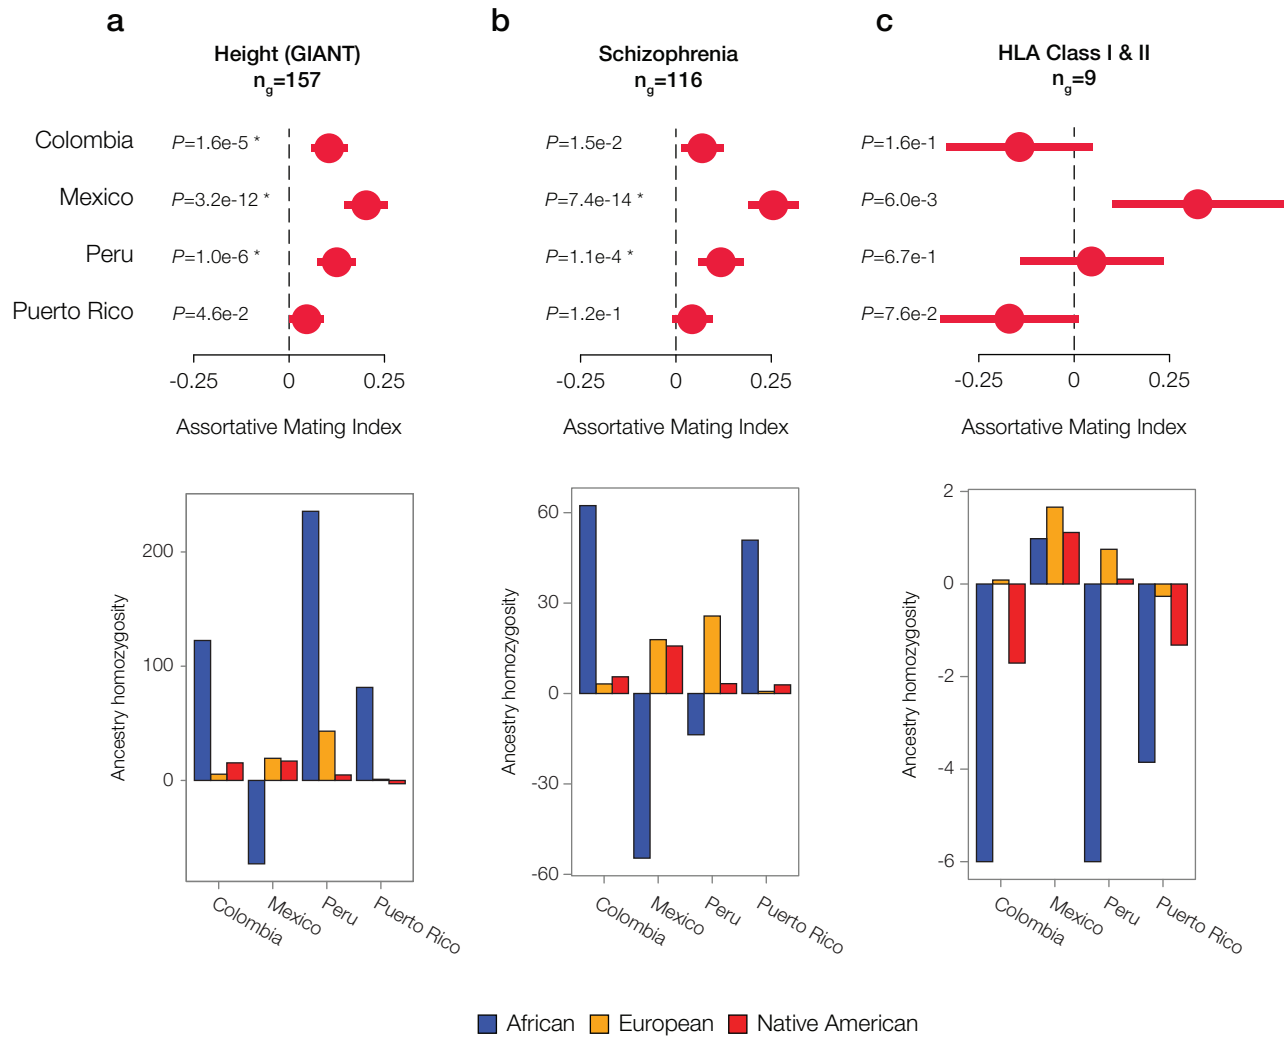 a
Height (GIANT)
ng=157
Colombia
P=1.6e-5 *
Mexico
P=3.2e-12 *
Peru
P=1.0e-6 *
Puerto Rico
P=4.6e-2
-0.25 0 0.25
Assortative Mating Index
b
Schizophrenia
ng=116
P=1.5e-2
P=7.4e-14 *
P=1.1e-4 *
P=1.2e-1
-0.25 0 0.25
Assortative Mating Index
c
HLA Class I & II
ng=9
P=1.6e-1
P=6.0e-3
P=6.7e-1
P=7.6e-2
-0.25 0 0.25
Assortative Mating Index
Ancestry homozygosity
200
100
0
Colombia
Mexico
Peru
Puerto Rico
Ancestry homozygosity
60
30
0
-30
-60
Colombia
Mexico
Peru
Puerto Rico
Ancestry homozygosity
2
0
-2
-4
-6
Colombia
Mexico
Peru
Puerto Rico
African European Native American